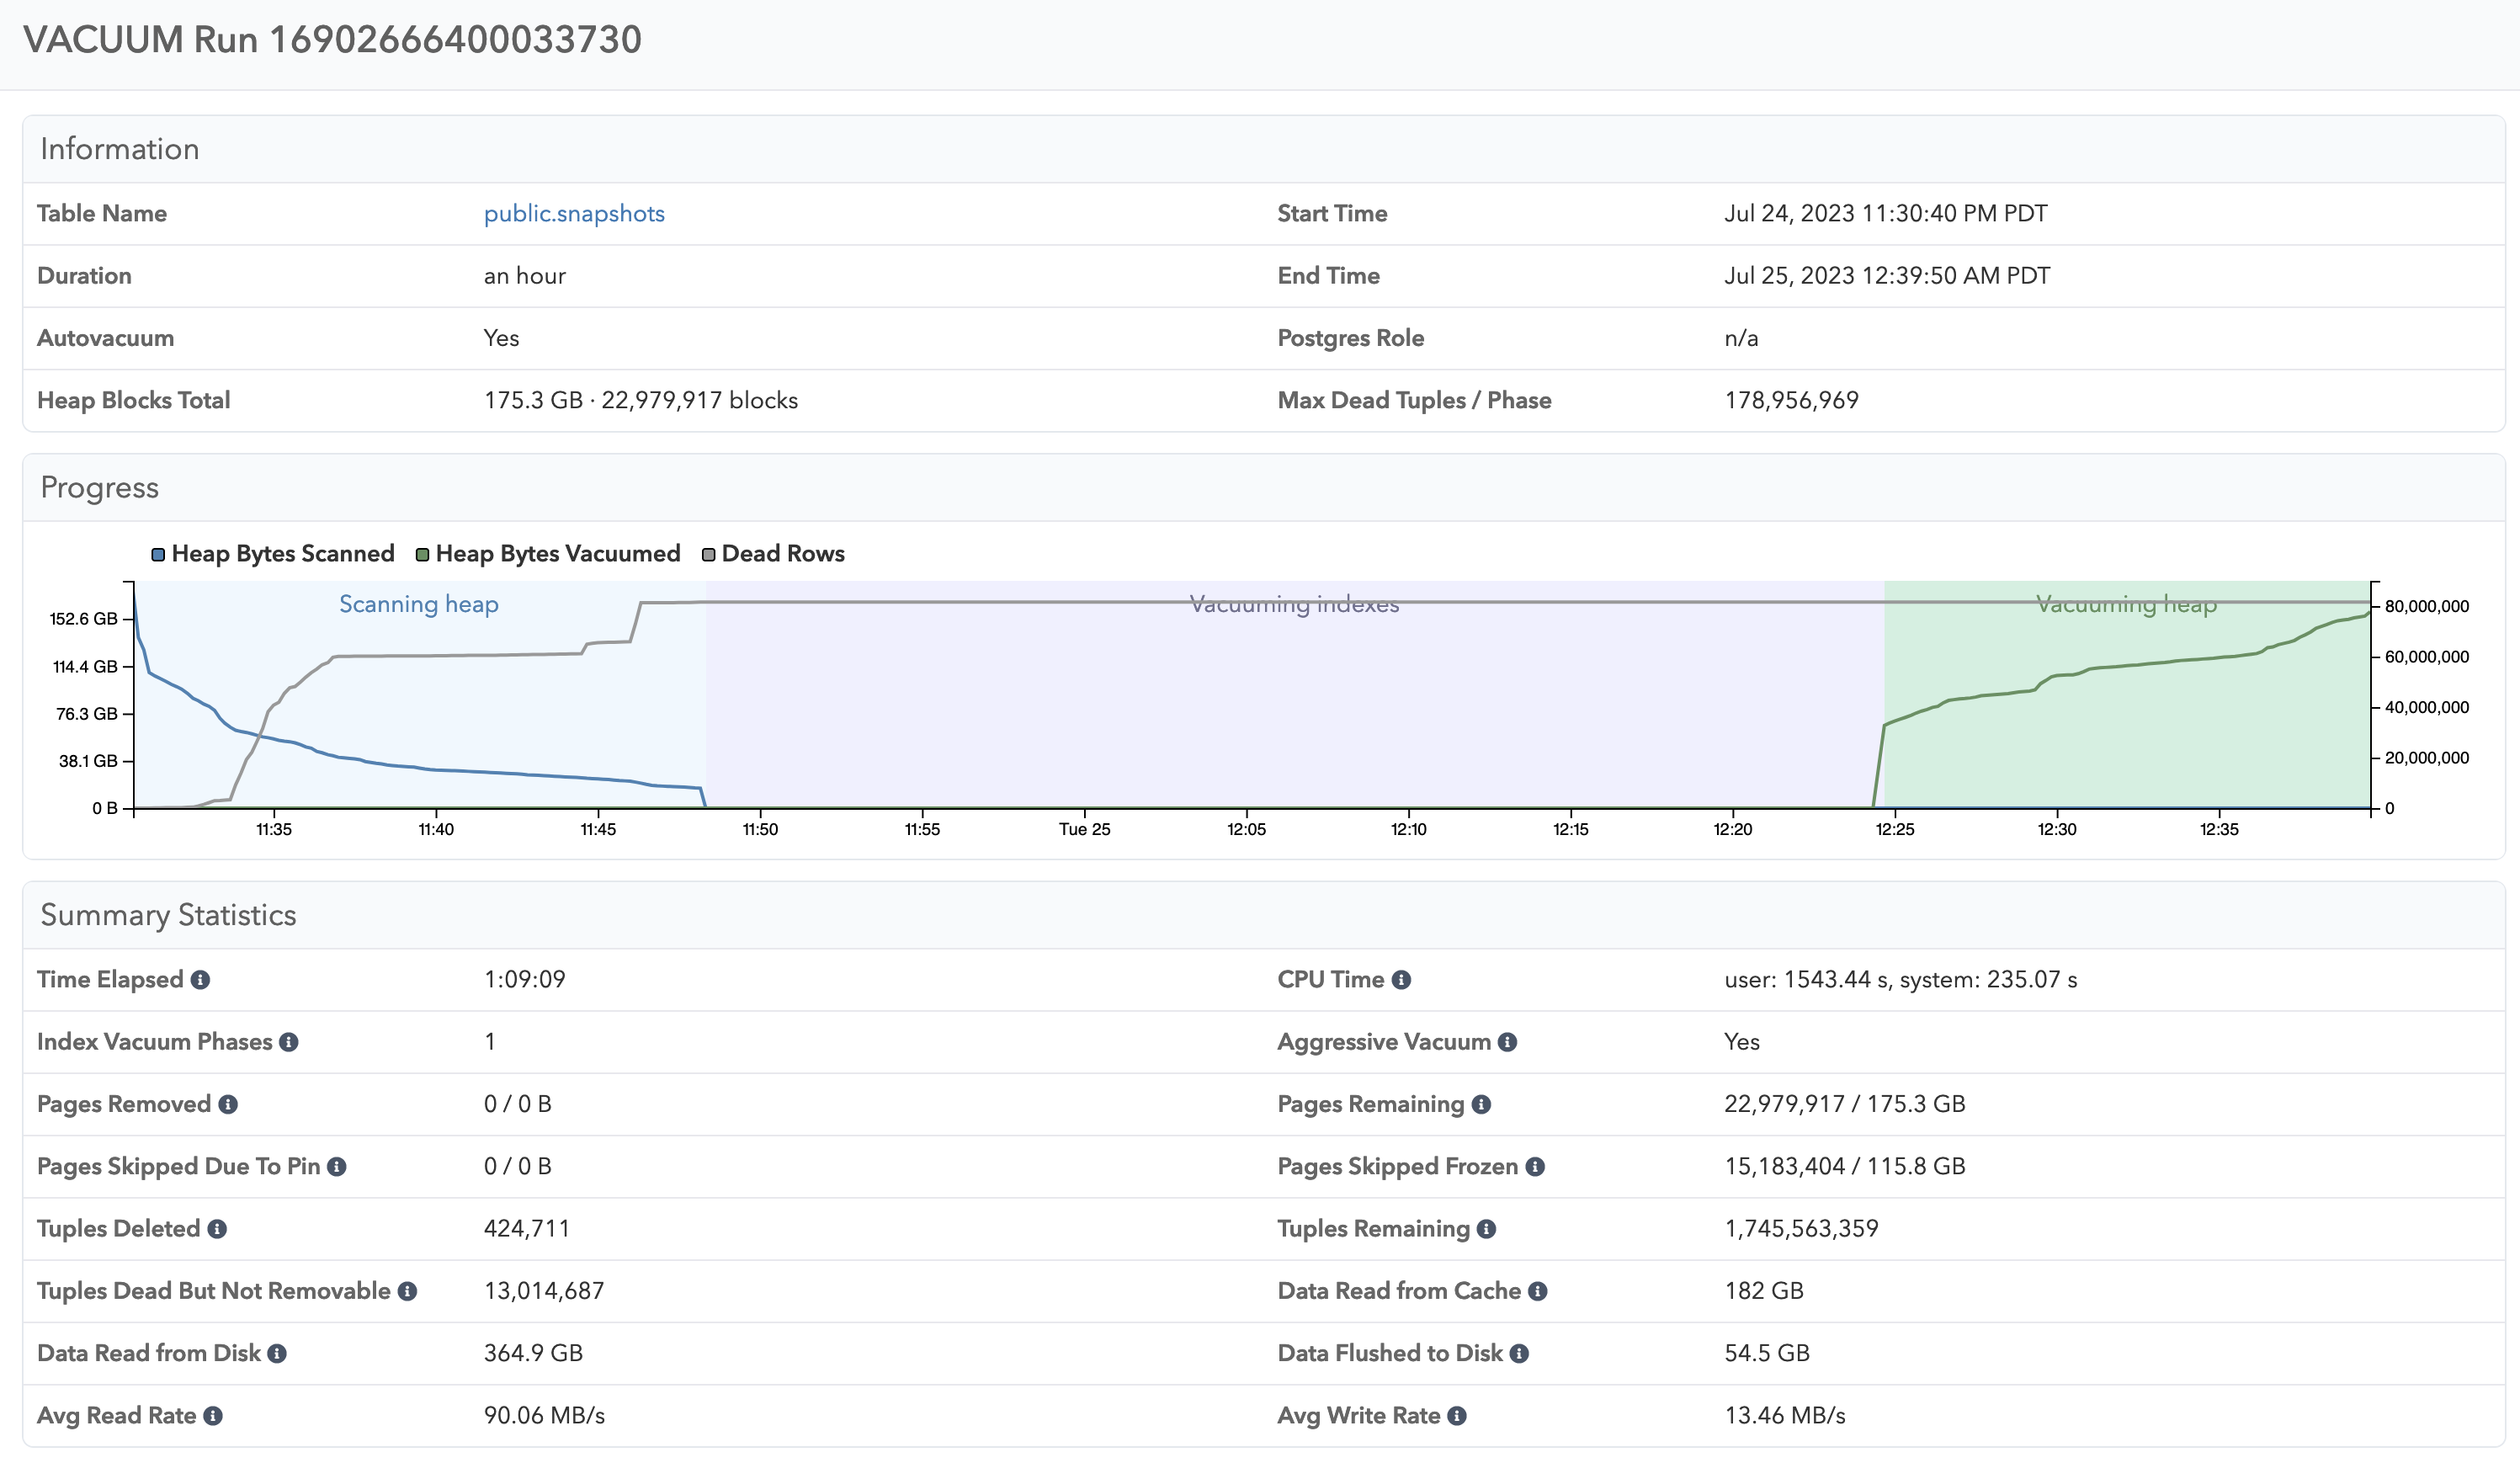 VACUUM Run 16902666400033730
Information
Table Name public.snapshots Start Time Jul 24, 2023 11:30:40 PM PDT
Duration an hour End Time Jul 25, 2023 12:39:50 AM PDT
Autovacuum Yes Postgres Role n/a
Heap Blocks Total 175.3 GB · 22,979,917 blocks Max Dead Tuples / Phase 178,956,969
Progress
Heap Bytes Scanned Heap Bytes Vacuumed Dead Rows
Scanning heap Vacuuming indexes Vacuuming heap
152.6 GB 80,000,000
114.4 GB 60,000,000
76.3 GB 40,000,000
38.1 GB 20,000,000
0 B 0
11:35 11:40 11:45 11:50 11:55 Tue 25 12:05 12:10 12:15 12:20 12:25 12:30 12:35
Summary Statistics
Time Elapsed 1:09:09 CPU Time user: 1543.44 s, system: 235.07 s
Index Vacuum Phases 1 Aggressive Vacuum Yes
Pages Removed 0 / 0 B Pages Remaining 22,979,917 / 175.3 GB
Pages Skipped Due To Pin 0 / 0 B Pages Skipped Frozen 15,183,404 / 115.8 GB
Tuples Deleted 424,711 Tuples Remaining 1,745,563,359
Tuples Dead But Not Removable 13,014,687 Data Read from Cache 182 GB
Data Read from Disk 364.9 GB Data Flushed to Disk 54.5 GB
Avg Read Rate 90.06 MB/s Avg Write Rate 13.46 MB/s